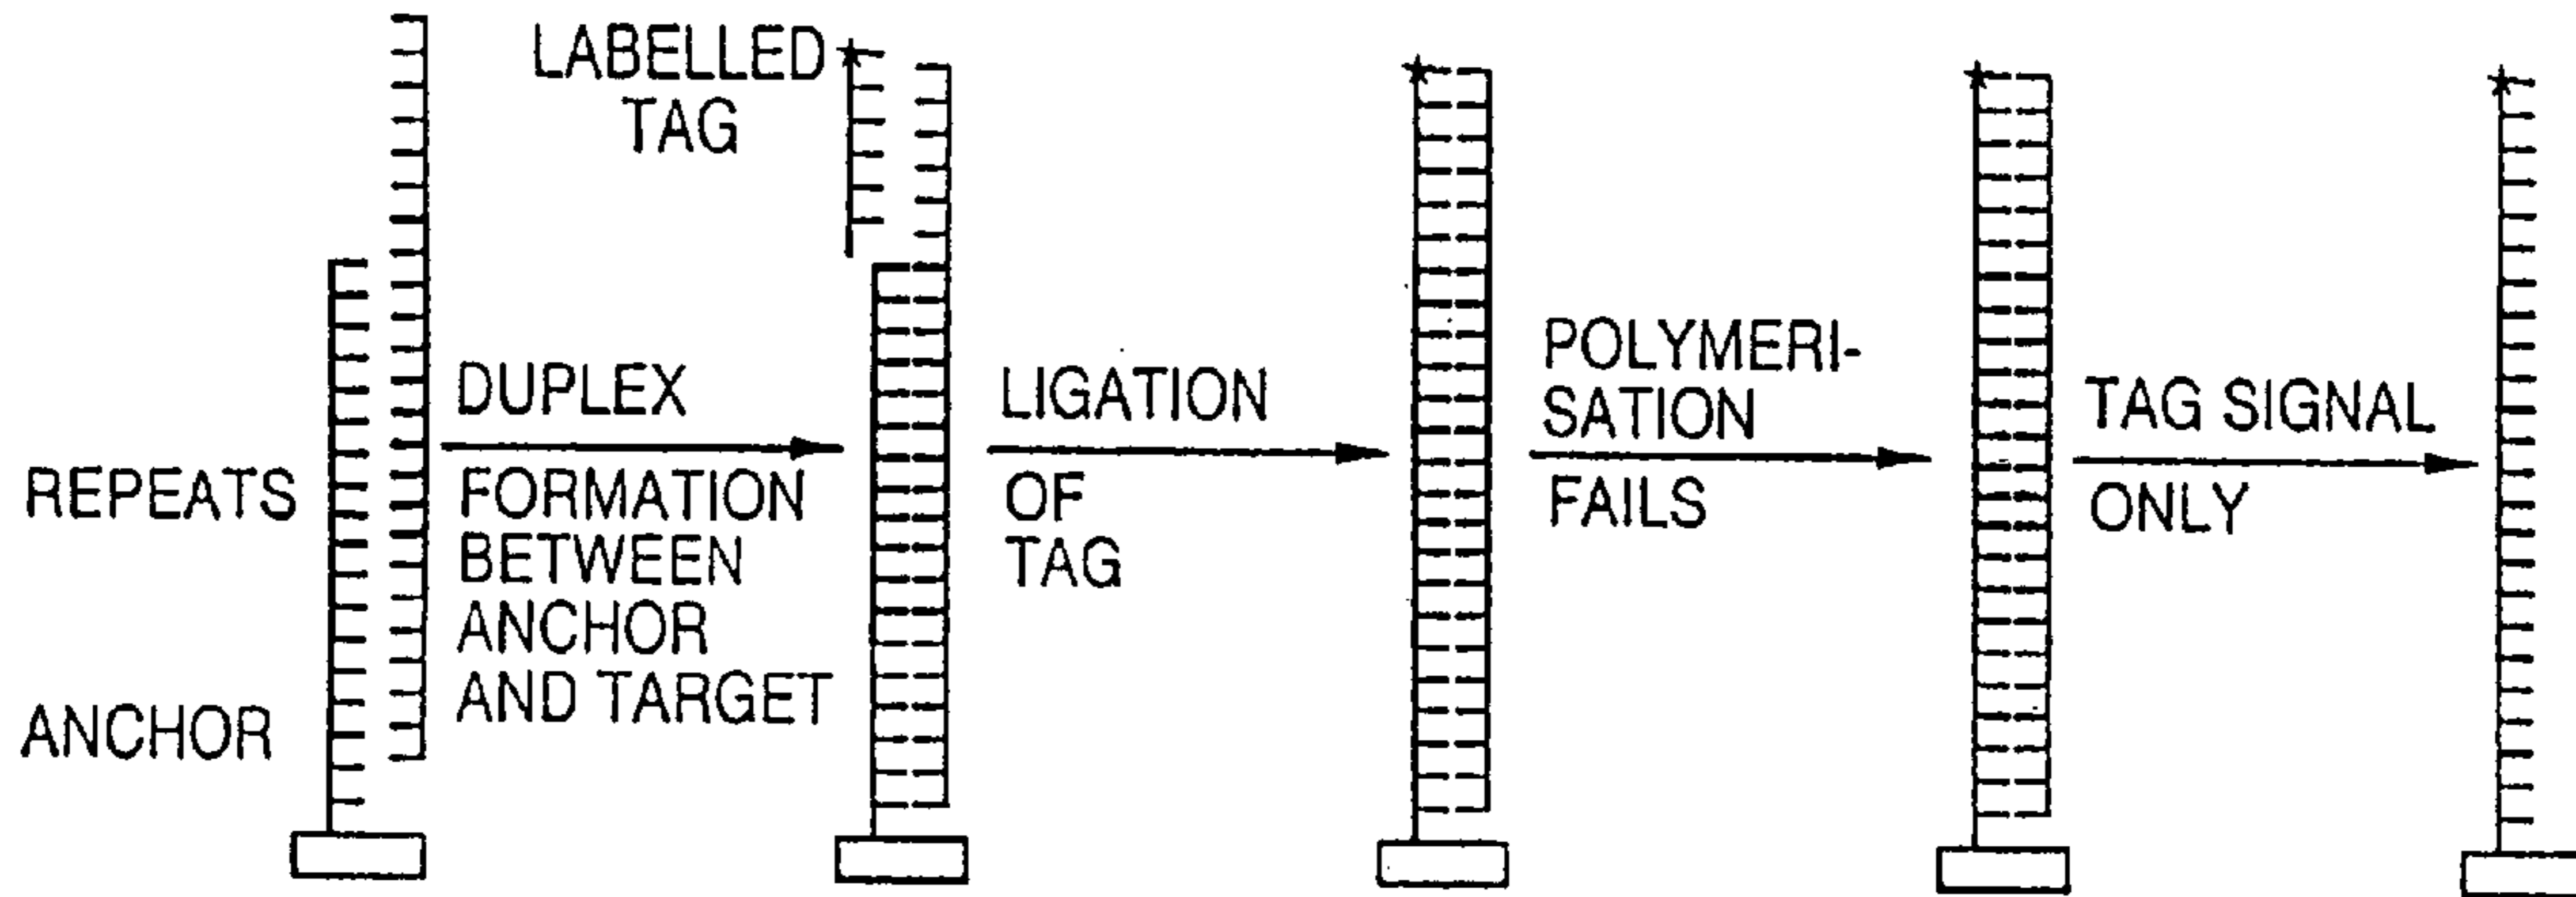 LABELLED
TAG
REPEATS
ANCHOR
DUPLEX
FORMATION
BETWEEN
ANCHOR
AND TARGET
LIGATION
OF
TAG
POLYMERI-
SATION
FAILS
TAG SIGNAL
ONLY